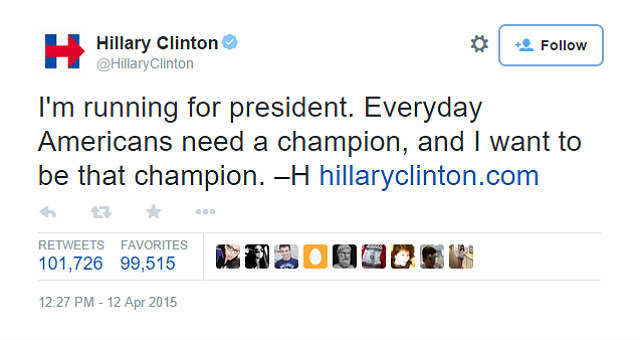 Hillary Clinton
@HillaryClinton
Follow
I'm running for president. Everyday
Americans need a champion, and I want to
be that champion. –H hillaryclinton.com
RETWEETS FAVORITES
101,726 99,515
12:27 PM - 12 Apr 2015